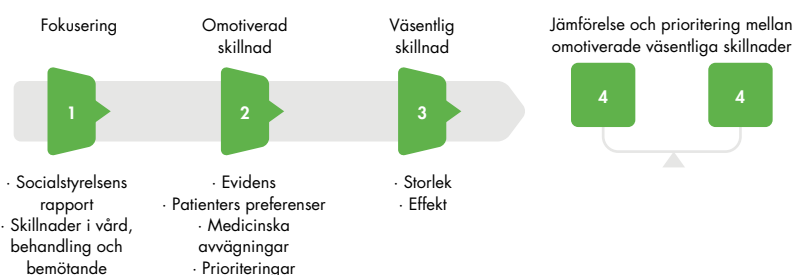 Fokusering
Omotiverad
skillnad
Väsentlig
skillnad
Jämförelse och prioritering mellan
omotiverade väsentliga skillnader
1
2
3
4
4
· Socialstyrelsens
rapport
· Skillnader i vård,
behandling och
bemötande
· Evidens
· Patienters preferenser
· Medicinska
avvägningar
· Prioriteringar
· Storlek
· Effekt